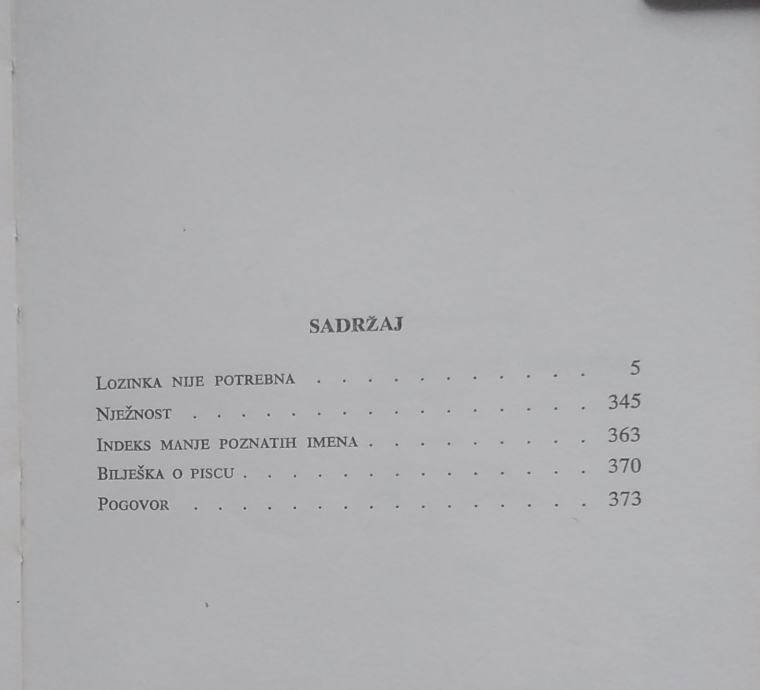 SADRŽAJ
LOZINKA NIJE POTREBNA . . . . . . . . . . . 5
NJEŽNOST . . . . . . . . . . . . . . . . 345
INDEKS MANJE POZNATIH IMENA . . . . . . . . . 363
BILJEŠKA O PISCU . . . . . . . . . . . . . . 370
POGOVOR . . . . . . . . . . . . . . . . 373